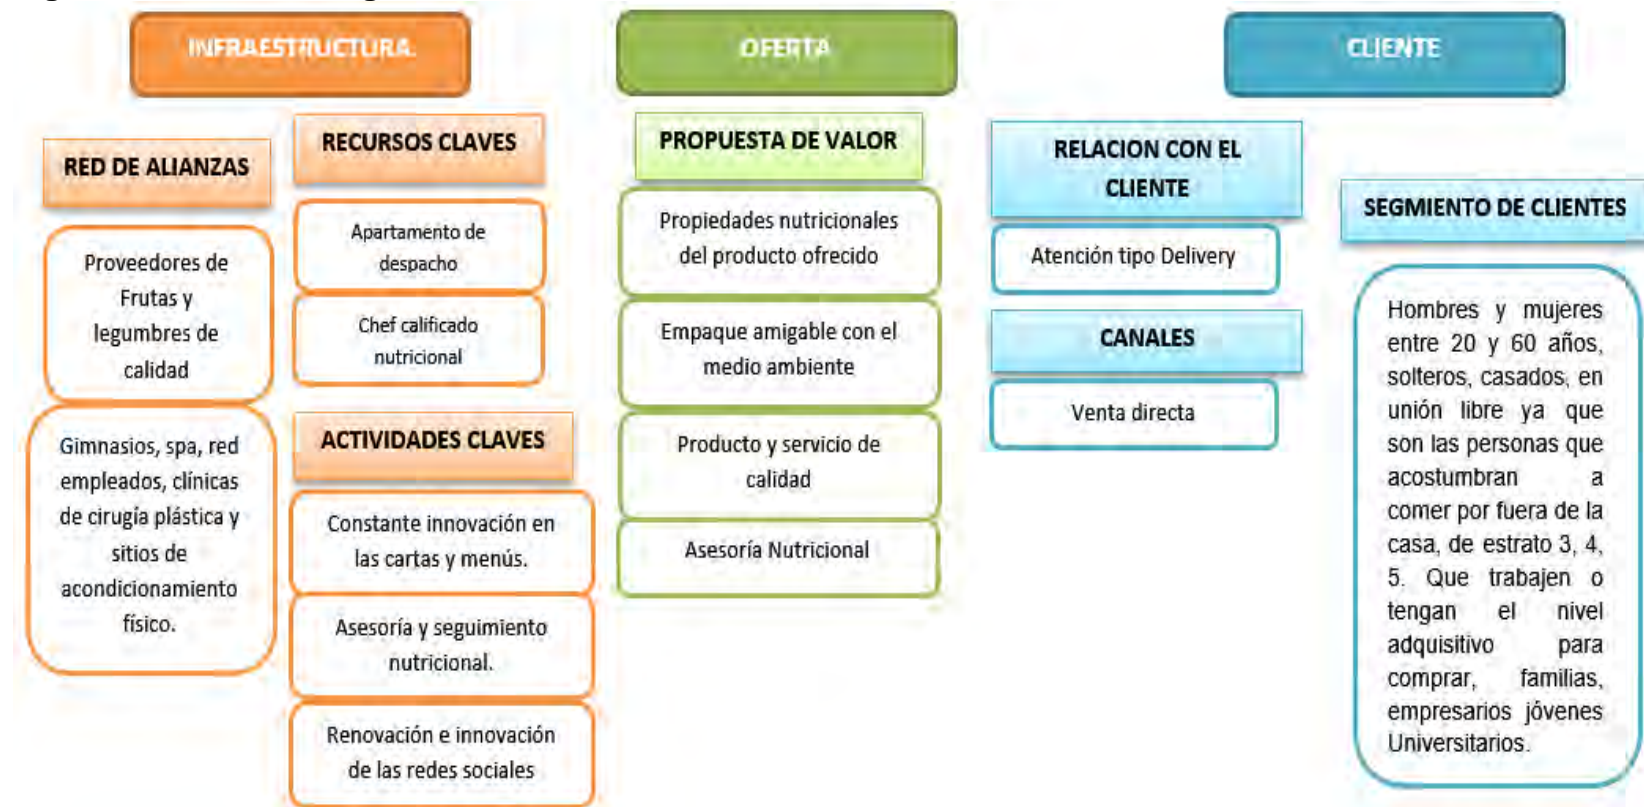 INFRAESTRUCTURA
OFERTA
CLIENTE
RED DE ALIANZAS
Proveedores de
Frutas y
legumbres de
calidad
Gimnasios, spa, red
empleados, clínicas
de cirugía plástica y
sitios de
acondicionamiento
físico.
RECURSOS CLAVES
Apartamento de
despacho
Chef calificado
nutricional
ACTIVIDADES CLAVES
Constante innovación en
las cartas y menús.
Asesoría y seguimiento
nutricional.
Renovación e innovación
de las redes sociales
PROPUESTA DE VALOR
Propiedades nutricionales
del producto ofrecido
Empaque amigable con el
medio ambiente
Producto y servicio de
calidad
Asesoría Nutricional
RELACION CON EL
CLIENTE
Atención tipo Delivery
CANALES
Venta directa
SEGMIENTO DE CLIENTES
Hombres y mujeres
entre 20 y 60 años,
solteros, casados, en
unión libre ya que
son las personas que
acostumbran a
comer por fuera de la
casa, de estrato 3, 4,
5. Que trabajen o
tengan el nivel
adquisitivo para
comprar, familias,
empresarios jóvenes
Universitarios.